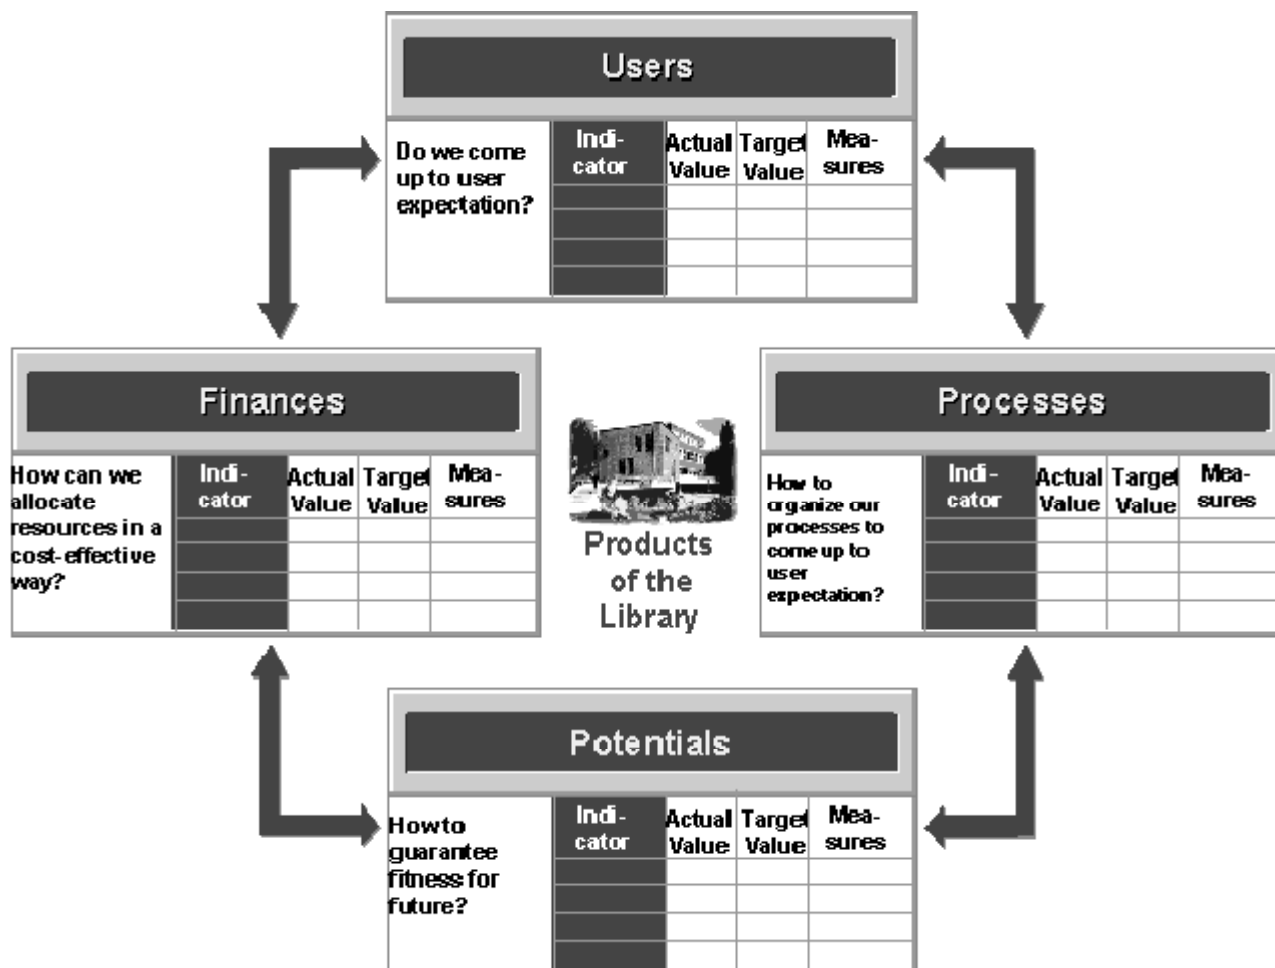 Users
Do we come
up to user
expectation?
Indi-
cator
Actual
Value
Target
Value
Mea-
sures
Finances
How can we
allocate
resources in a
cost-effective
way?
Indi-
cator
Actual
Value
Target
Value
Mea-
sures
Products
of the
Library
Processes
How to
organize our
processes to
come up to
user
expectation?
Indi-
cator
Actual
Value
Target
Value
Mea-
sures
Potentials
How to
guarantee
fitness for
future?
Indi-
cator
Actual
Value
Target
Value
Mea-
sures